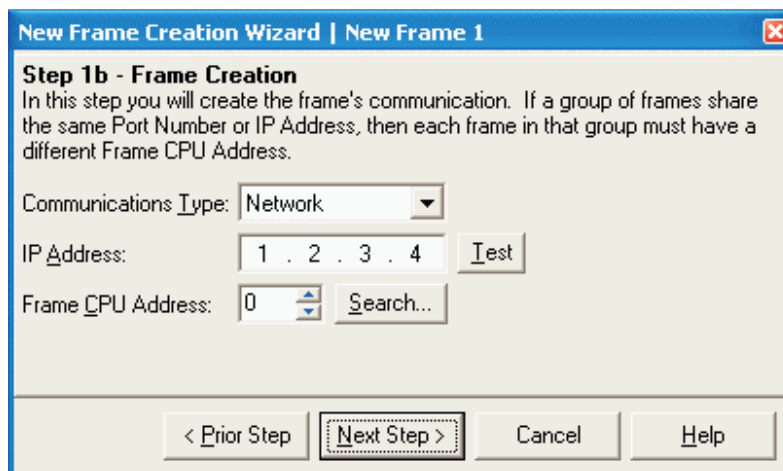 New Frame Creation Wizard | New Frame 1
Step 1b - Frame Creation
In this step you will create the frame's communication. If a group of frames share
the same Port Number or IP Address, then each frame in that group must have a
different Frame CPU Address.
Communications Type: Network
IP Address: 1 . 2 . 3 . 4 Test
Frame CPU Address: 0 Search...
< Prior Step Next Step > Cancel Help